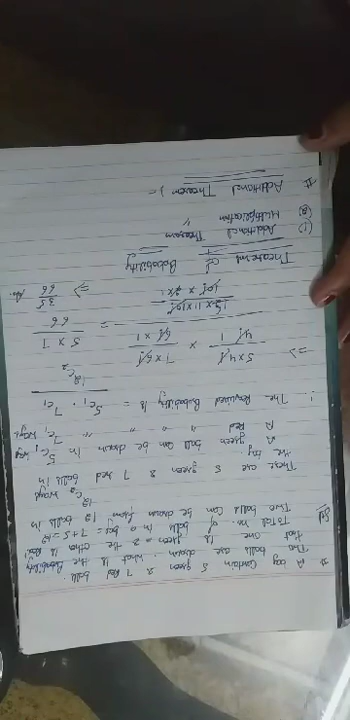 # A bag contain 5 green & 7 Red ball.
The two balls are drawn. What is the Probability
that one is green & the other is Red?
Sol. Total no. of balls in a bag = 7+5=12
Two balls can be drawn from 12 balls in
12C2 ways
There are 5 green & 7 red balls in
the bag
A green ball can be drawn in 5C1 ways
A Red " " " " 7C1 ways
∴ The Required Probability is = 5C1 · 7C1
12C2
=> 5×4! / 4! 1 × 7×6! / 6! × 1 = 5 × 7 / 66 => 35 / 66 Ans.
12 × 11 × 10! / 10! × 2×1
Theorems of Probability
(1) Additional Theorem
(2) Multiplication "
# Additional Theorem :-